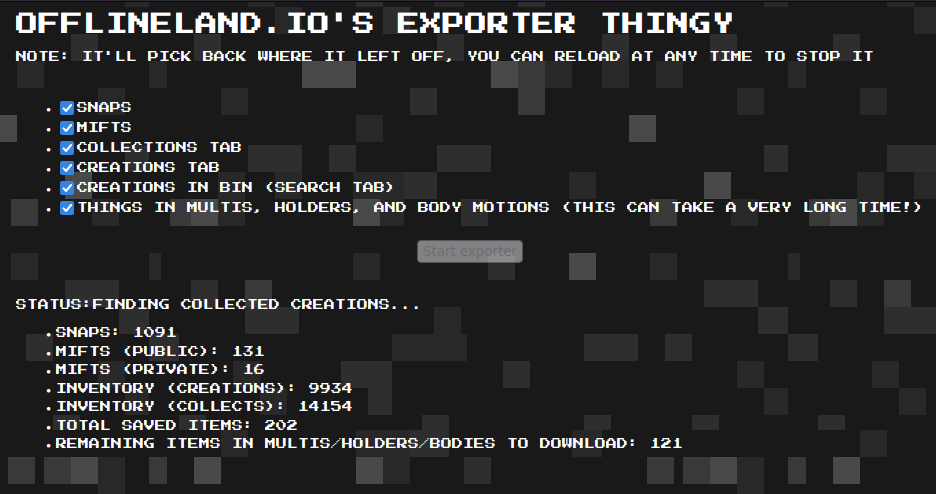 OFFLINELAND.IO'S EXPORTER THINGY
NOTE: IT'LL PICK BACK WHERE IT LEFT OFF, YOU CAN RELOAD AT ANY TIME TO STOP IT
SNAPS
MIFTS
COLLECTIONS TAB
CREATIONS TAB
CREATIONS IN BIN (SEARCH TAB)
THINGS IN MULTIS, HOLDERS, AND BODY MOTIONS (THIS CAN TAKE A VERY LONG TIME!)
Start exporter
STATUS:FINDING COLLECTED CREATIONS...
SNAPS: 1091
MIFTS (PUBLIC): 131
MIFTS (PRIVATE): 16
INVENTORY (CREATIONS): 9934
INVENTORY (COLLECTS): 14154
TOTAL SAVED ITEMS: 202
REMAINING ITEMS IN MULTIS/HOLDERS/BODIES TO DOWNLOAD: 121